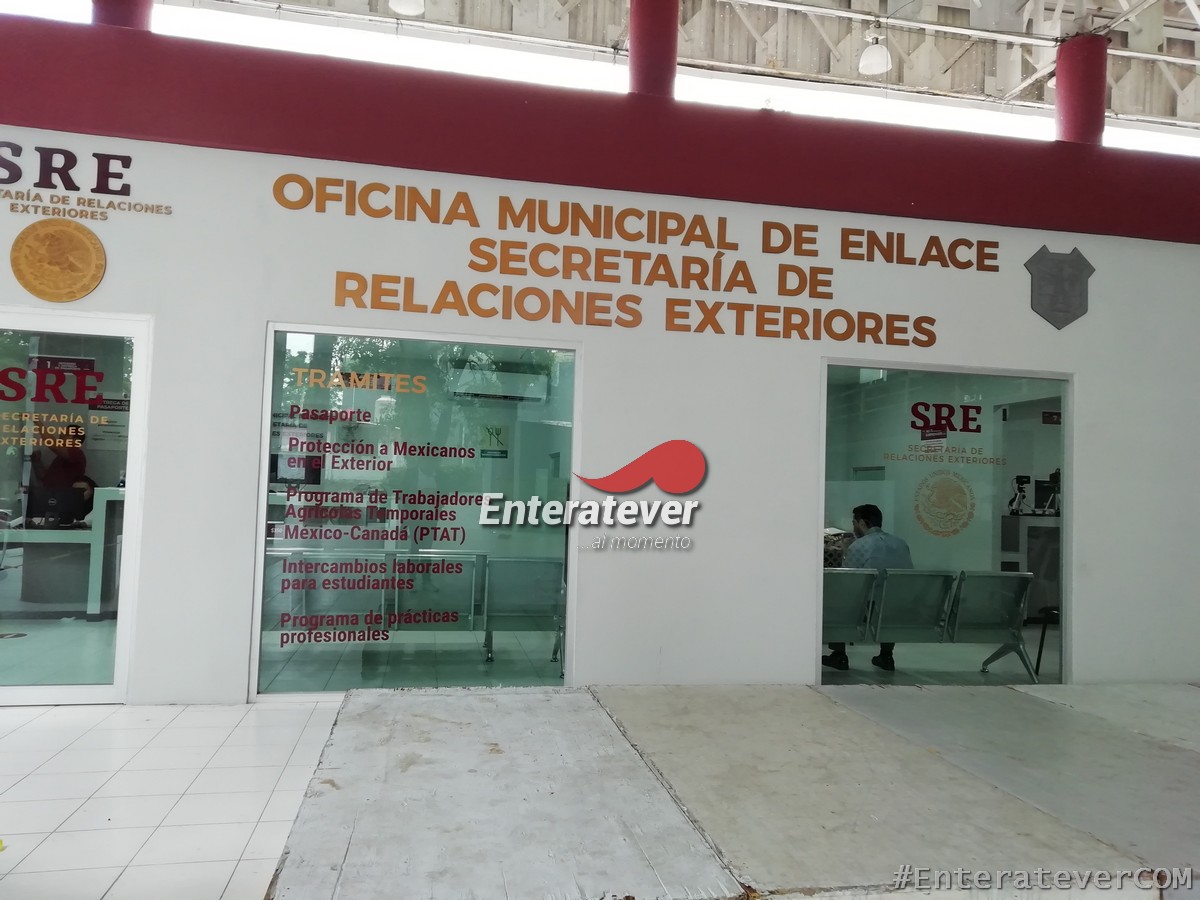 SRE
TARÍA DE RELACIONES
EXTERIORES
OFICINA MUNICIPAL DE ENLACE
SECRETARÍA DE
RELACIONES EXTERIORES
SRE
SECRETARÍA DE
RELACIONES
EXTERIORES
TRÁMITES
Pasaporte
Protección a Mexicanos
en el Exterior
Programa de Trabajadores
Agrícolas Temporales
México-Canadá (PTAT)
Intercambios laborales
para estudiantes
Programa de prácticas
profesionales
SRE
SECRETARÍA DE
RELACIONES EXTERIORES
Enteratever
...al momento
#EnterateverCOM